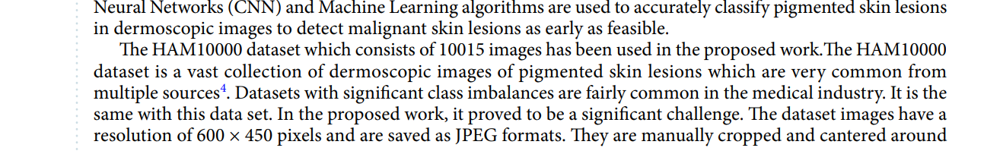 Neural Networks (CNN) and Machine Learning algorithms are used to accurately classify pigmented skin lesions
in dermoscopic images to detect malignant skin lesions as early as feasible.
The HAM10000 dataset which consists of 10015 images has been used in the proposed work.The HAM10000
dataset is a vast collection of dermoscopic images of pigmented skin lesions which are very common from
multiple sources4. Datasets with significant class imbalances are fairly common in the medical industry. It is the
same with this data set. In the proposed work, it proved to be a significant challenge. The dataset images have a
resolution of 600 × 450 pixels and are saved as JPEG formats. They are manually cropped and cantered around